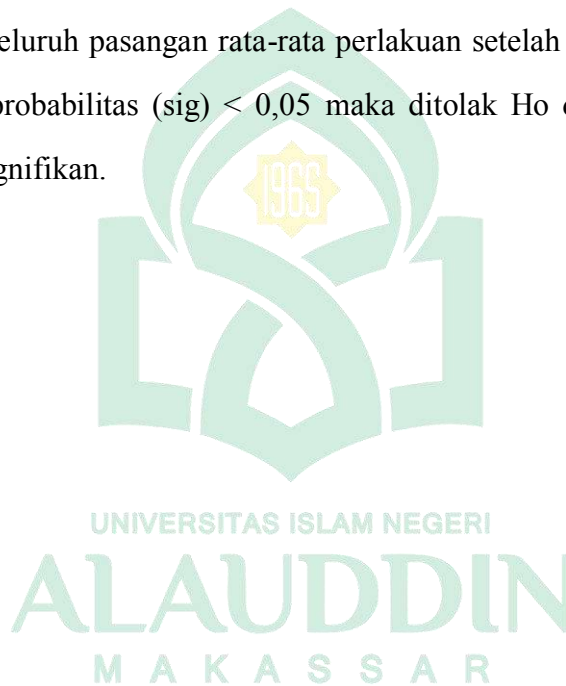 eluruh pasangan rata-rata perlakuan setelah
probabilitas (sig) < 0,05 maka ditolak Ho
gnifikan.
1965
UNIVERSITAS ISLAM NEGERI
ALAUDDIN
MAKASSAR